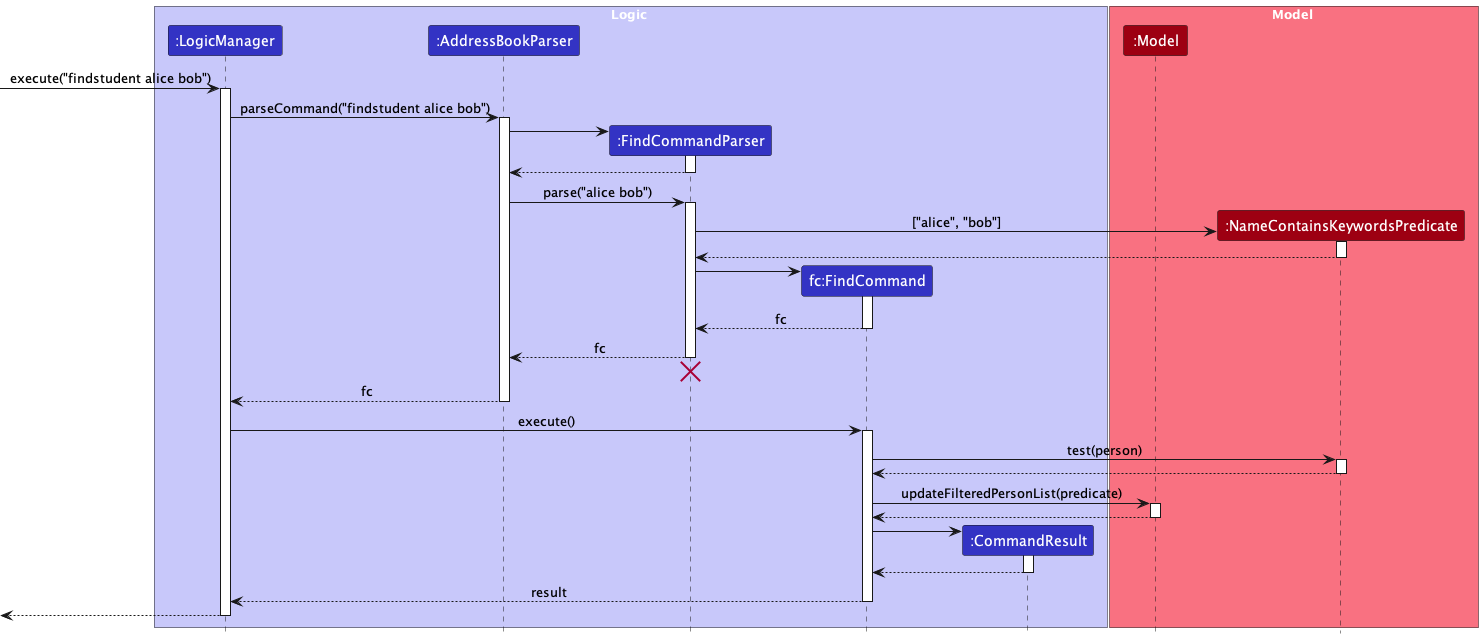 Logic
Model
:LogicManager
:AddressBookParser
:Model
execute("findstudent alice bob")
parseCommand("findstudent alice bob")
:FindCommandParser
parse("alice bob")
["alice", "bob"]
:NameContainsKeywordsPredicate
fc:FindCommand
fc
fc
fc
execute()
test(person)
updateFilteredPersonList(predicate)
:CommandResult
result